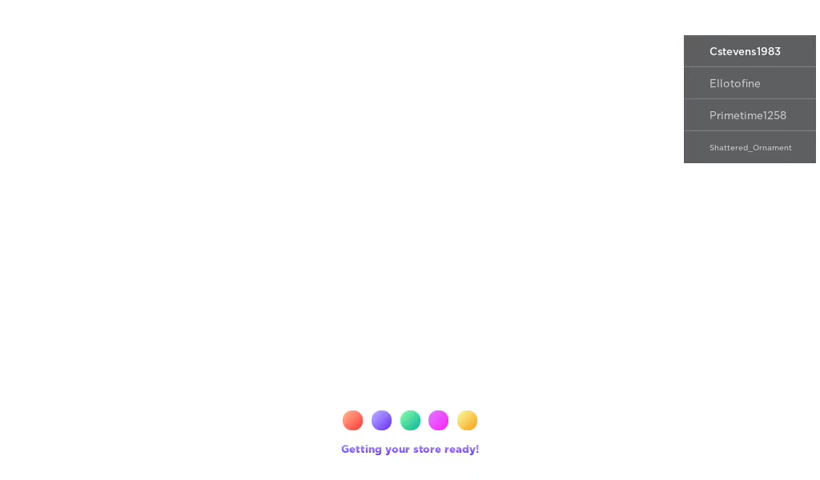 Cstevens1983
Ellotofine
Primetime1258
Shattered_Ornament
Getting your store ready!